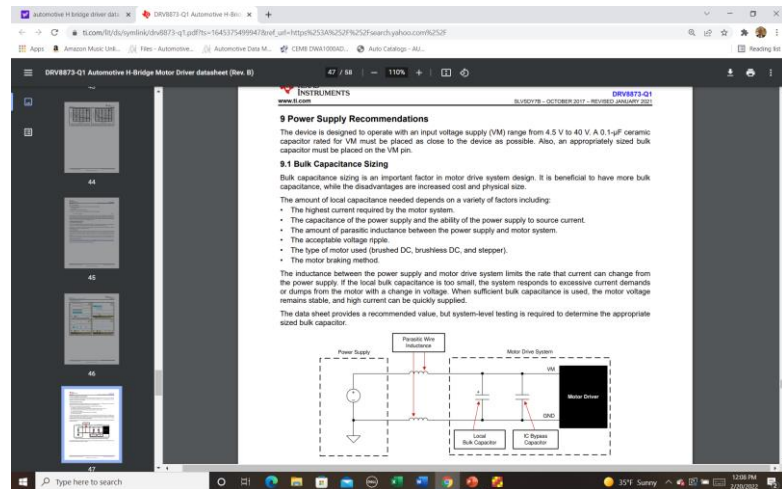 automotive H bridge driver data
DRV8873-Q1 Automotive H-Bridg
ti.com/lit/ds/symlink/drv8873-q1.pdf?ts=1645375499947&ref_url=https%253A%252F%252Fsearch.yahoo.com%252F
Apps
Amazon Music Unli...
Files - Automotive...
Automotive Data M...
CEMB DWA1000AD...
Auto Catalogs - AU...
Reading list
DRV8873-Q1 Automotive H-Bridge Motor Driver datasheet (Rev. B)
47 / 58
110%
INSTRUMENTS
www.ti.com
DRV8873-Q1
SLVSDY7B – OCTOBER 2017 – REVISED JANUARY 2021
9 Power Supply Recommendations
The device is designed to operate with an input voltage supply (VM) range from 4.5 V to 40 V. A 0.1-µF ceramic
capacitor rated for VM must be placed as close to the device as possible. Also, an appropriately sized bulk
capacitor must be placed on the VM pin.
9.1 Bulk Capacitance Sizing
Bulk capacitance sizing is an important factor in motor drive system design. It is beneficial to have more bulk
capacitance, while the disadvantages are increased cost and physical size.
The amount of local capacitance needed depends on a variety of factors including:
• The highest current required by the motor system.
• The capacitance of the power supply and the ability of the power supply to source current.
• The amount of parasitic inductance between the power supply and motor system.
• The acceptable voltage ripple.
• The type of motor used (brushed DC, brushless DC, and stepper).
• The motor braking method.
The inductance between the power supply and motor drive system limits the rate that current can change from
the power supply. If the local bulk capacitance is too small, the system responds to excessive current demands
or dumps from the motor with a change in voltage. When sufficient bulk capacitance is used, the motor voltage
remains stable, and high current can be quickly supplied.
The data sheet provides a recommended value, but system-level testing is required to determine the appropriate
sized bulk capacitor.
Parasitic Wire
Inductance
Power Supply
Motor Drive System
VM
+
Motor Driver
GND
Local
Bulk Capacitor
IC Bypass
Capacitor
44
45
46
47
Type here to search
35°F Sunny
12:08 PM
2/20/2022